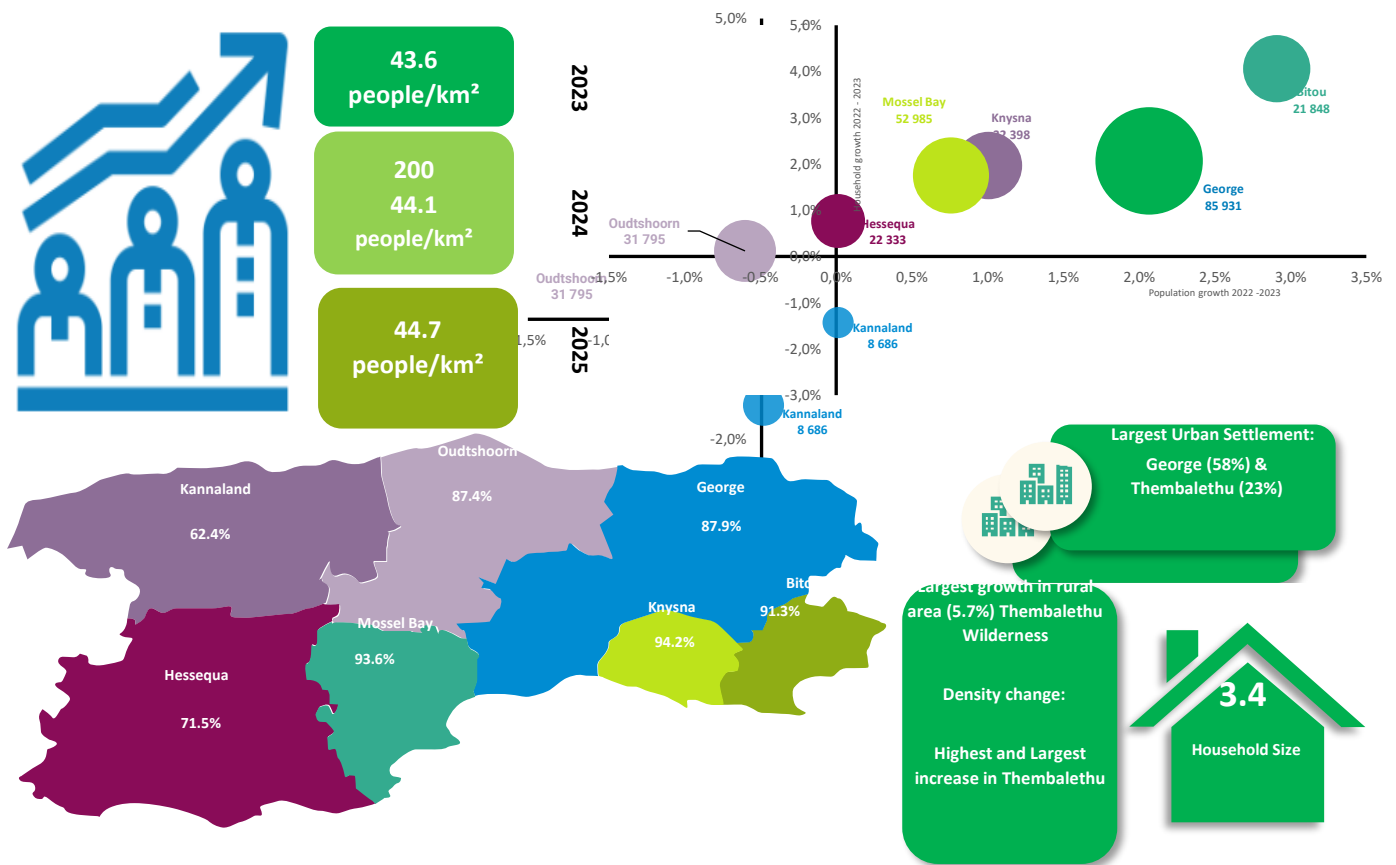 43.6
people/km²
200
44.1
people/km²
44.7
people/km²
2023
2024
2025
5,0%
5,0%
4,0%
3,0%
2,0%
1,0%
0,0%
-1,0%
-2,0%
-3,0%
Household growth 2022 - 2023
-1,5%
-1,0%
-0,5%
0,0%
0,5%
1,0%
1,5%
2,0%
2,5%
3,0%
3,5%
Population growth 2022 -2023
Mossel Bay
52 985
Knysna
398
Bitou
21 848
George
85 931
Hessequa
22 333
Oudtshoorn
31 795
Oudtshoorn
31 795
1,5%
Kannaland
8 686
Kannaland
8 686
-2,0%
Kannaland
62.4%
Oudtshoorn
87.4%
George
87.9%
Bitou
91.3%
Knysna
94.2%
Mossel Bay
93.6%
Hessequa
71.5%
Largest Urban Settlement:
George (58%) &
Thembalethu (23%)
Largest growth in rural
area (5.7%) Thembalethu
Wilderness
Density change:
Highest and Largest
increase in Thembalethu
3.4
Household Size